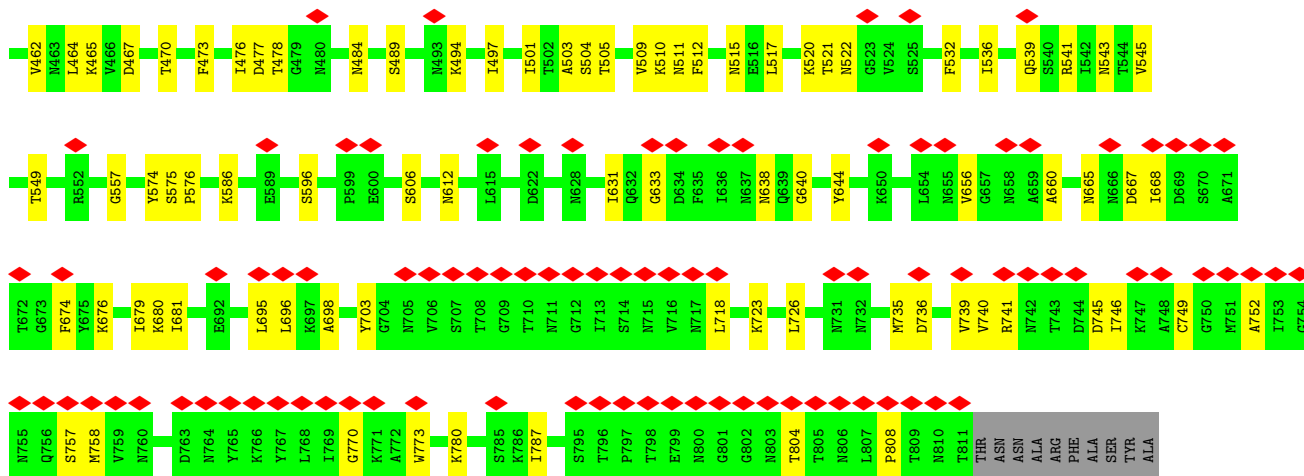 V462 N463 L464 K465 V466 D467 T470 F473 I476 D477 T478 G479 N480 N484 S489 N493 K494 I497 I501 T502 A503 S504 T505 V509 K510 N511 F512 N515 E516 L517 K520 T521 N522 G523 V524 S525 F532 I536 Q539 S540 R541 I542 N543 T544 V545
T549 R552 G557 Y574 S575 P576 K586 E589 S596 P599 E600 S606 N612 L615 D622 N628 I631 Q632 G633 D634 F635 I636 N637 N638 Q639 G640 Y644 K650 L654 N655 V656 G657 N658 A659 A660 N665 N666 D667 I668 D669 S670 A671
T672 G673 F674 Y675 K676 I679 K680 I681 E692 L695 L696 K697 A698 Y703 G704 N705 V706 S707 T708 G709 T710 N711 G712 I713 S714 N715 V716 N717 L718 K723 L726 N731 N732 M735 D736 V739 V740 R741 N742 T743 D744 D745 I746 K747 A748 C749 G750 M751 A752 I753 G754
N755 Q756 S757 M758 V759 N760 D763 N764 Y765 K766 Y767 L768 I769 G770 K771 A772 W773 K780 S785 K786 I787 S795 T796 P797 T798 E799 N800 G801 G802 N803 T804 T805 N806 L807 P808 T809 N810 T811 THR ASN ASN ALA ARG PHE ALA SER TYR ALA